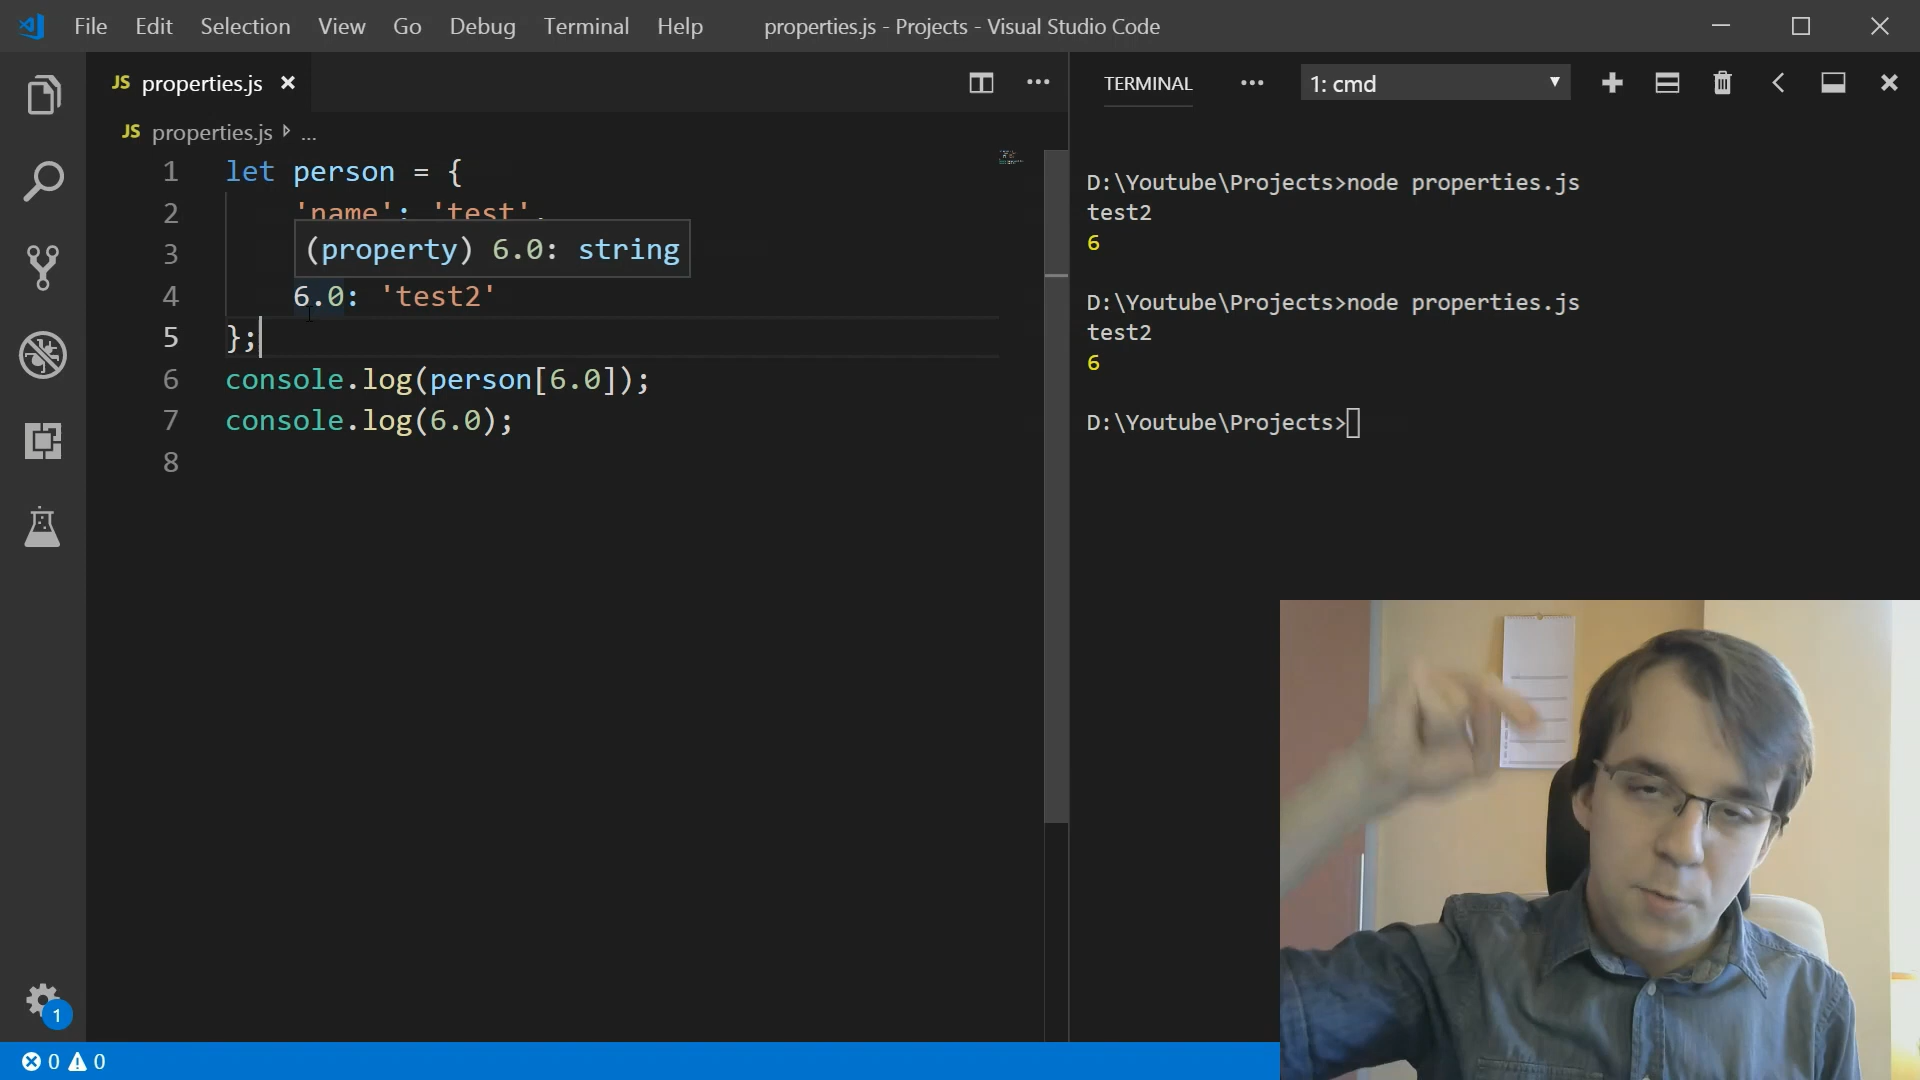 File Edit Selection View Go Debug Terminal Help properties.js - Projects - Visual Studio Code
JS properties.js
JS properties.js ...
1 let person = {
2 'name': 'test',
3
(property) 6.0: string
4 6.0: 'test2'
5 };
6 console.log(person[6.0]);
7 console.log(6.0);
8
TERMINAL 1: cmd
D:\Youtube\Projects>node properties.js
test2
6
D:\Youtube\Projects>node properties.js
test2
6
D:\Youtube\Projects>
1
0 0